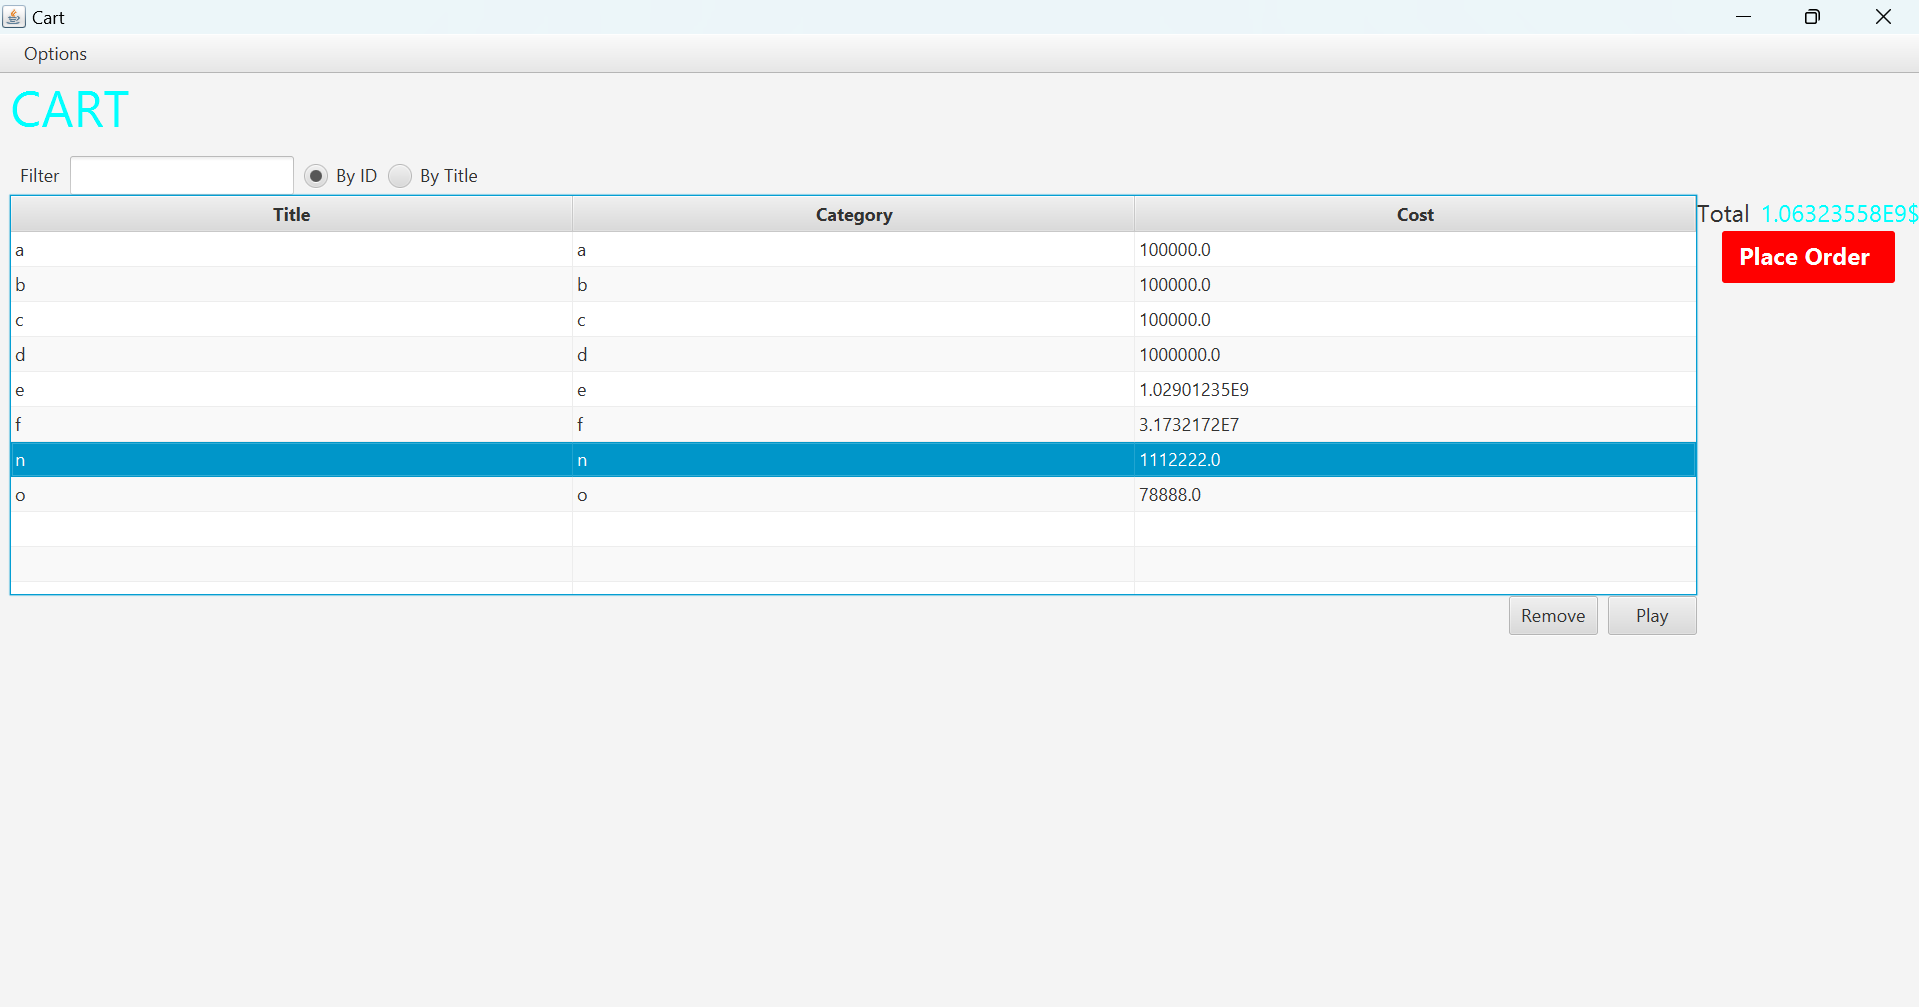 Cart
Options
CART
Filter By ID By Title
Title Category Cost
Total 1.06323558E9$
a a 100000.0
Place Order
b b 100000.0
c c 100000.0
d d 1000000.0
e e 1.02901235E9
f f 3.1732172E7
n n 1112222.0
o o 78888.0
Remove Play